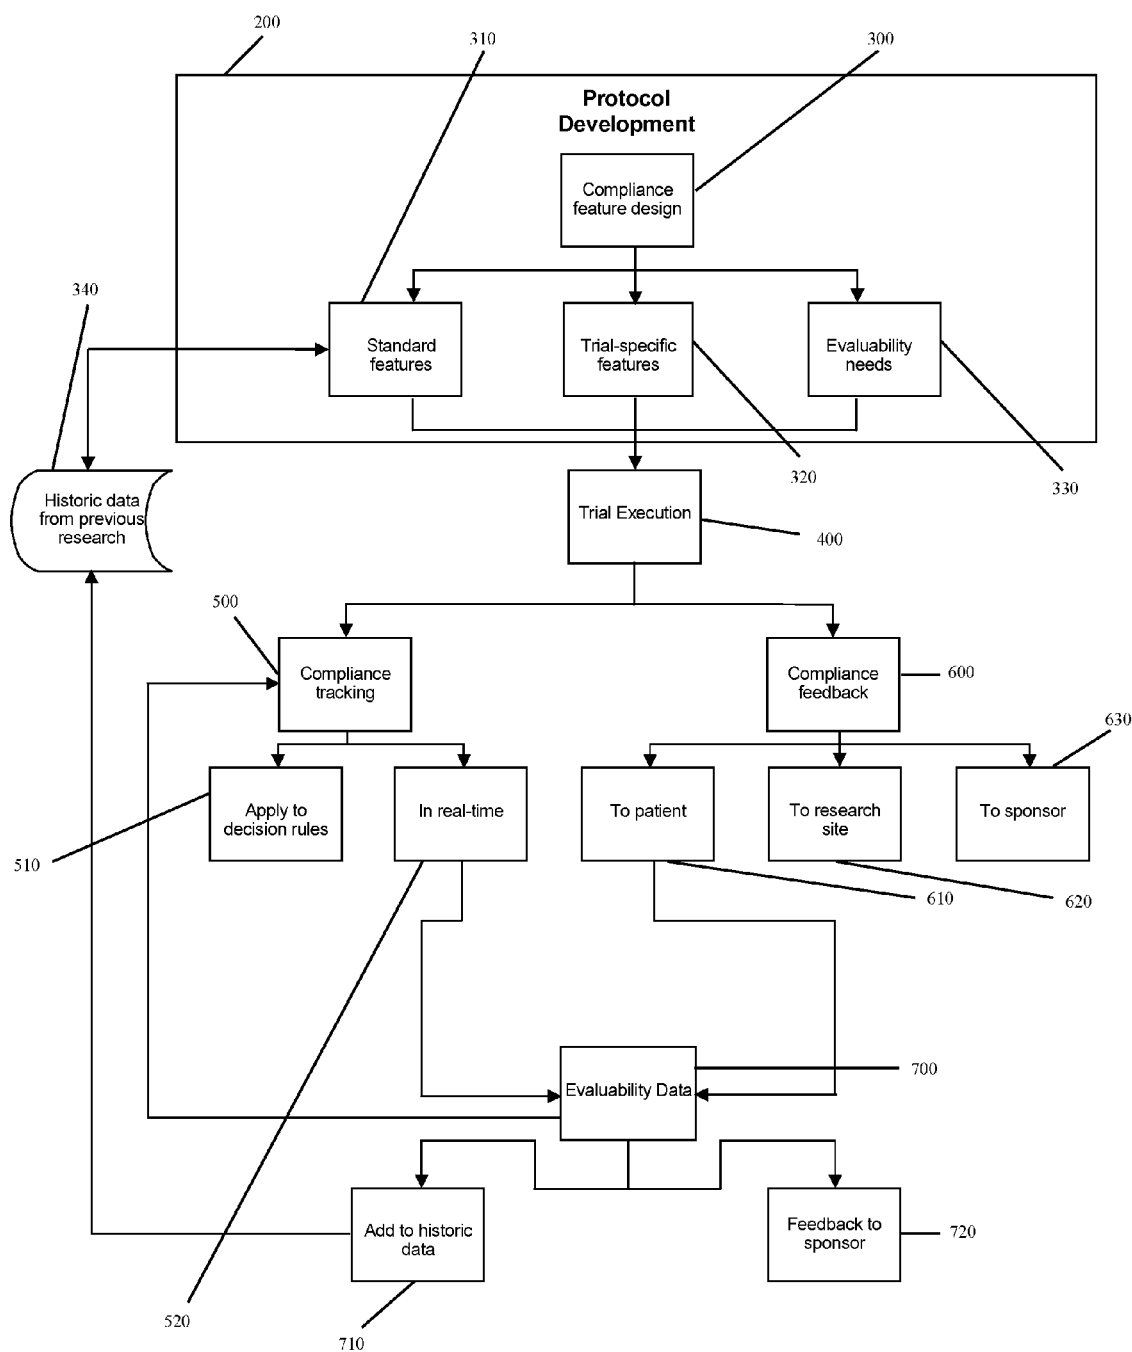 200
310
300
Protocol
Development
Compliance
feature design
340
Standard
features
Trial-specific
features
Evaluability
needs
320
330
Historic data
from previous
research
Trial Execution
400
500
Compliance
tracking
Compliance
feedback
600
630
Apply to
decision rules
In real-time
To patient
To research
site
To sponsor
510
610
620
700
Evaluability Data
Add to historic
data
Feedback to
sponsor
720
520
710